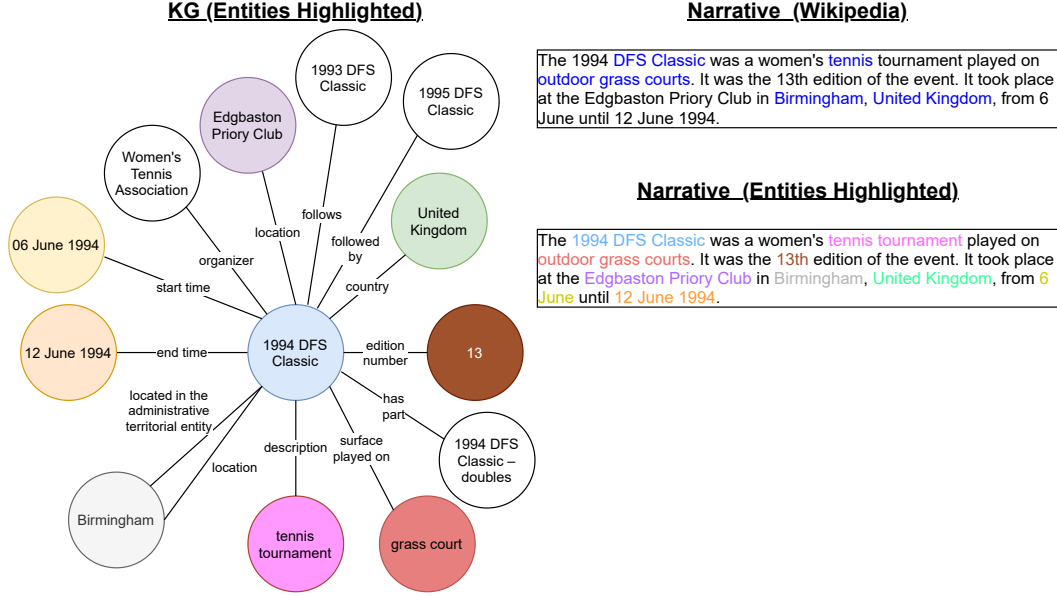 KG (Entities Highlighted)
1993 DFS
Classic
1995 DFS
Classic
Edgbaston
Priory Club
Women's
Tennis
Association
United
Kingdom
06 June 1994
follows
location
followed
by
organizer
country
start time
12 June 1994
end time
1994 DFS
Classic
edition
number
13
located in the
administrative
territorial entity
has
part
description
surface
played on
location
1994 DFS
Classic –
doubles
Birmingham
tennis
tournament
grass court
Narrative (Wikipedia)
The 1994 DFS Classic was a women's tennis tournament played on
outdoor grass courts. It was the 13th edition of the event. It took place
at the Edgbaston Priory Club in Birmingham, United Kingdom, from 6
June until 12 June 1994.
Narrative (Entities Highlighted)
The 1994 DFS Classic was a women's tennis tournament played on
outdoor grass courts. It was the 13th edition of the event. It took place
at the Edgbaston Priory Club in Birmingham, United Kingdom, from 6
June until 12 June 1994.